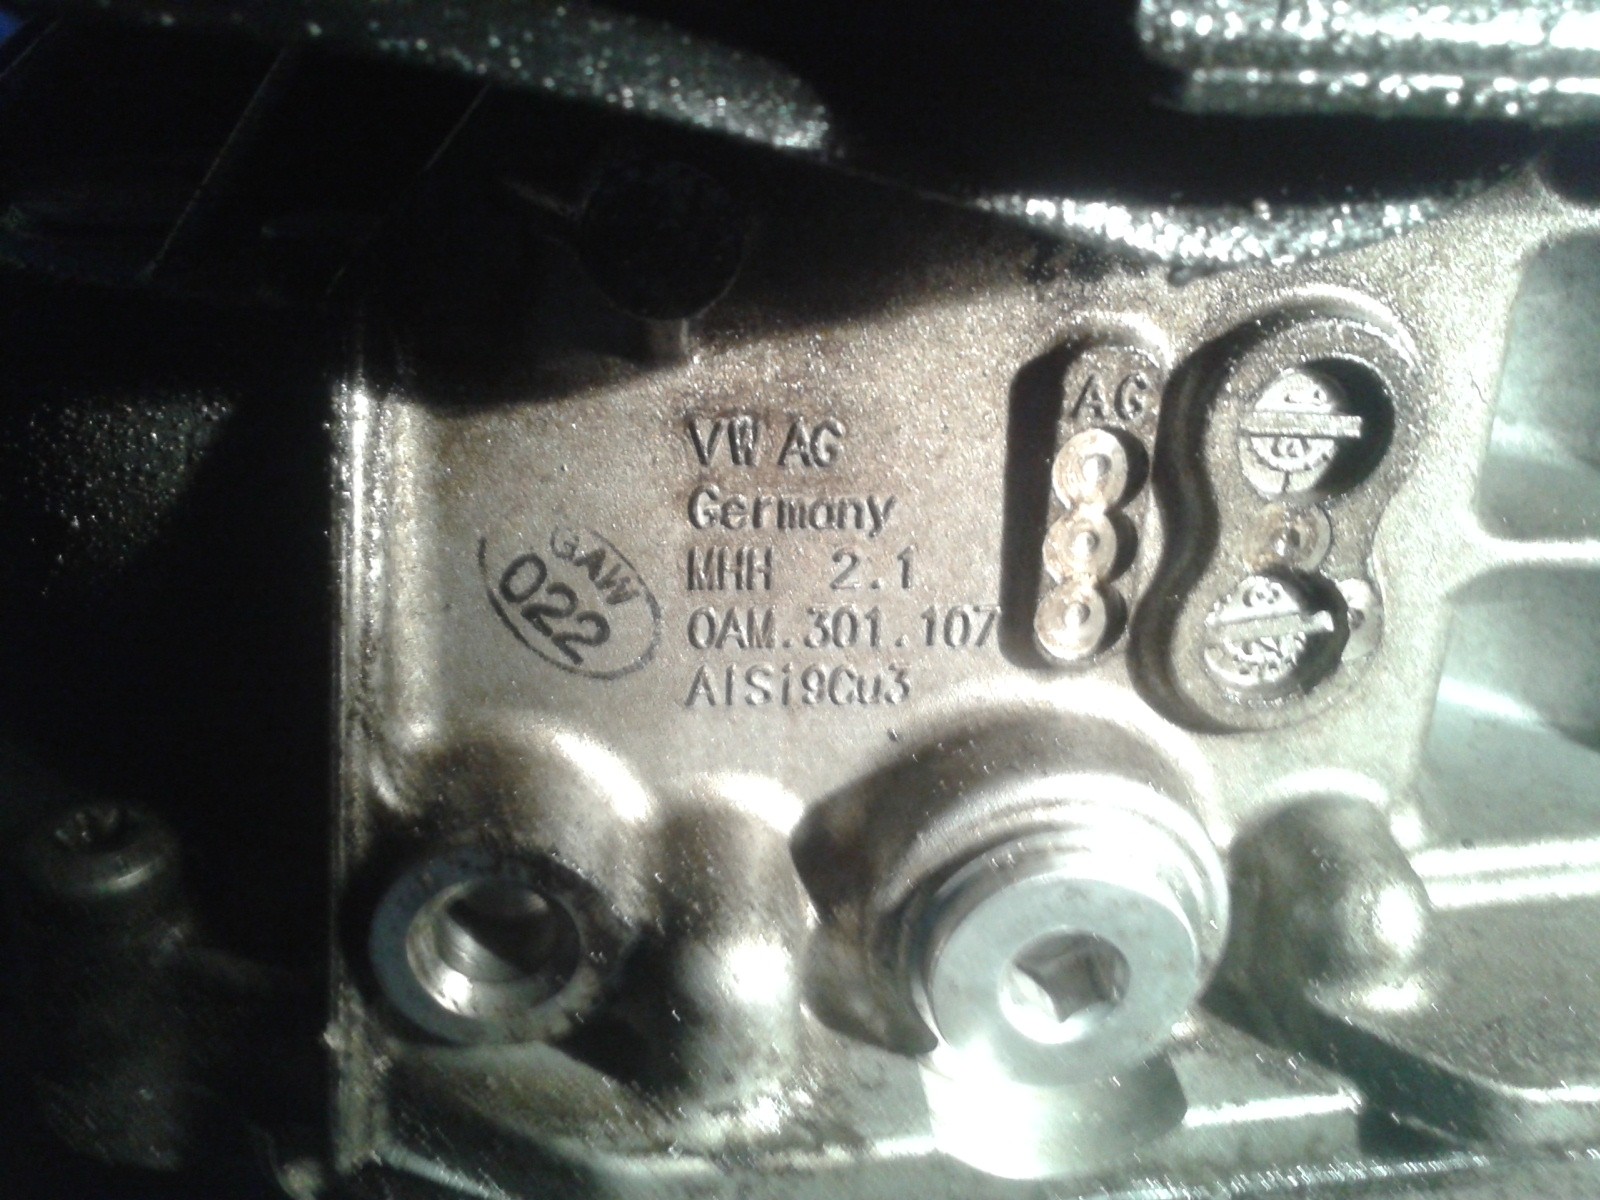 VW AG
Germany
MHH 2.1
0AM.301.107
AlSi9Cu3
GAW
022
AG